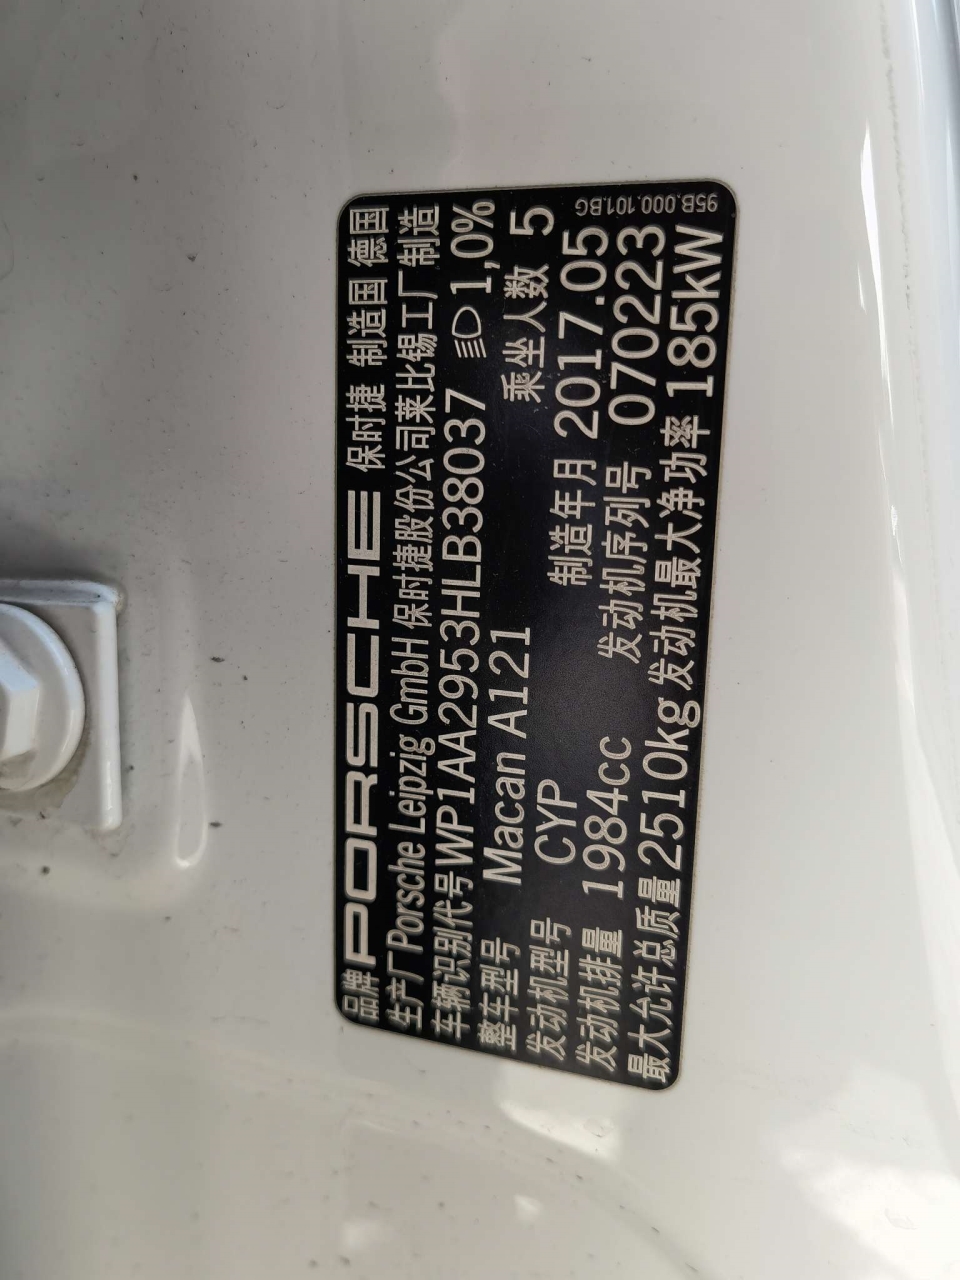 品牌 PORSCHE 保时捷 制造国 德国
生产厂 Porsche Leipzig GmbH 保时捷股份公司莱比锡工厂制造
车辆识别代号 WP1AA2953HLB38037 1,0%
整车型号 Macan A121 乘坐人数 5
发动机型号 CYP 制造年月 2017.05
发动机排量 1984cc 发动机序列号 070223
最大允许总质量 2510kg 发动机最大净功率 185kW
95B.000.101.BG